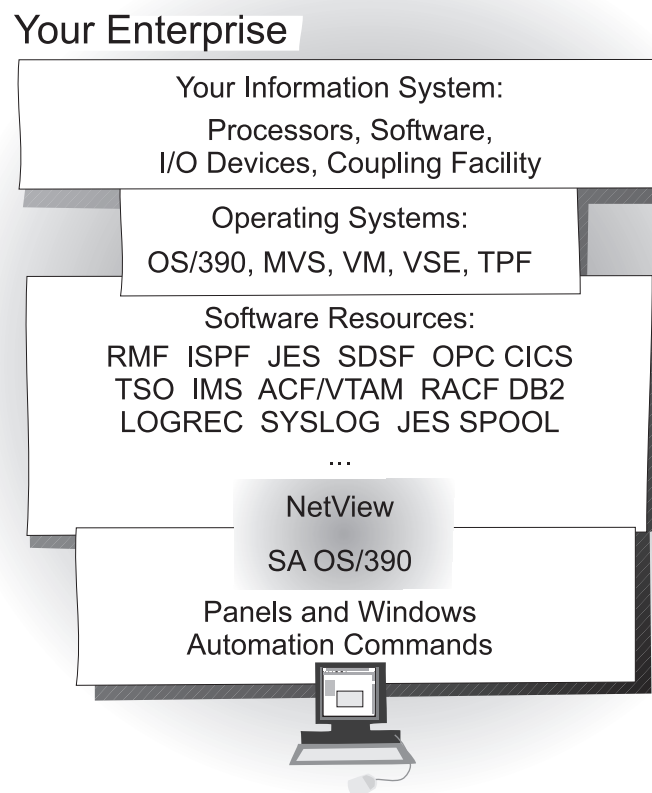 Your Enterprise
Your Information System:
Processors, Software,
I/O Devices, Coupling Facility
Operating Systems:
OS/390, MVS, VM, VSE, TPF
Software Resources:
RMF ISPF JES SDSF OPC CICS
TSO IMS ACF/VTAM RACF DB2
LOGREC SYSLOG JES SPOOL
...
NetView
SA OS/390
Panels and Windows
Automation Commands